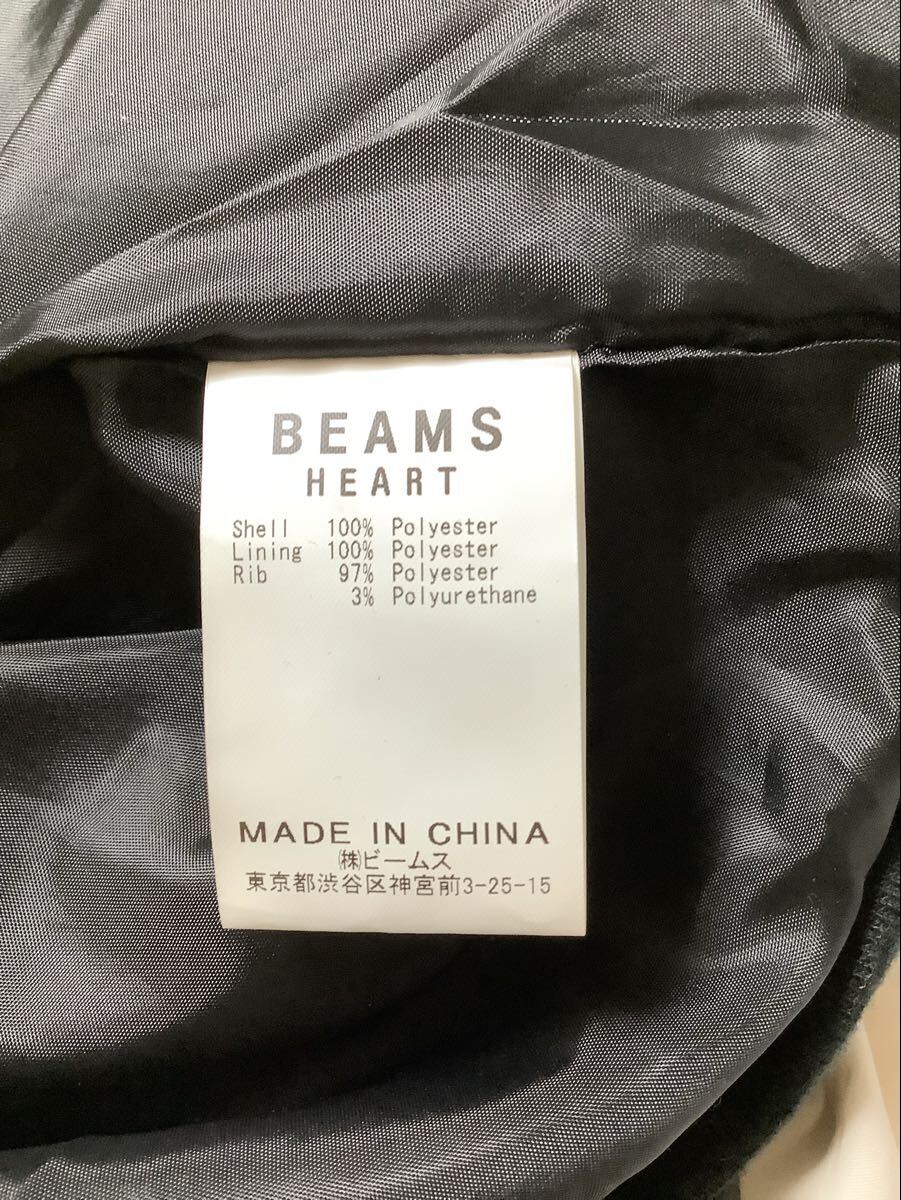 BEAMS
HEART
Shell 100% Polyester
Lining 100% Polyester
Rib 97% Polyester
3% Polyurethane
MADE IN CHINA
㈱ビームス
東京都渋谷区神宮前3-25-15